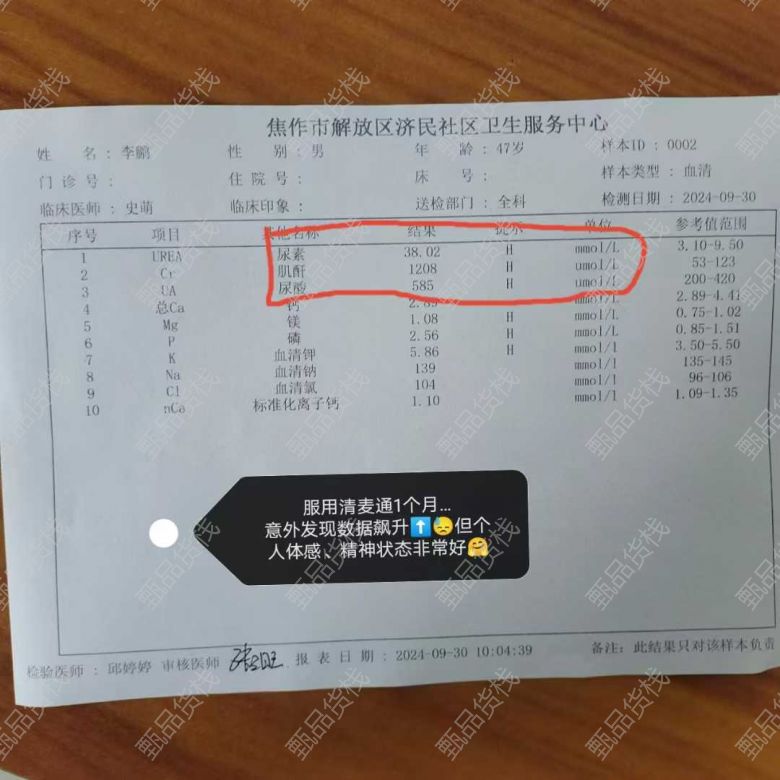 焦作市解放区济民社区卫生服务中心
姓 名：李鹏 性 别：男 年 龄：47岁 样本ID：0002
门诊号： 住院号： 床 号： 样本类型：血清
临床医师：史萌 临床印象： 送检部门：全科 检测日期：2024-09-30
序号 项目 其他名称 结果 提示 单位 参考值范围
1 UREA 尿素 38.02 H mmol/L 3.10-9.50
2 Cr 肌酐 1208 H umol/L 53-123
3 UA 尿酸 585 H umol/L 200-420
4 总Ca 钙 mmol/L 2.89-4.41
5 Mg 镁 1.08 H mmol/L 0.75-1.02
6 P 磷 2.56 H mmol/L 0.85-1.51
7 K 血清钾 5.86 H mmol/l 3.50-5.50
8 Na 血清钠 139 mmol/l 135-145
9 Cl 血清氯 104 mmol/l 96-106
10 nCa 标准化离子钙 1.10 mmol/l 1.09-1.35
服用清麦通1个月...
意外发现数据飙升⬆️😓但个
人体感、精神状态非常好🤗
检验医师：邱婷婷 审核医师 报表日期：2024-09-30 10:04:39 备注：此结果只对该样本负责
甄品货栈